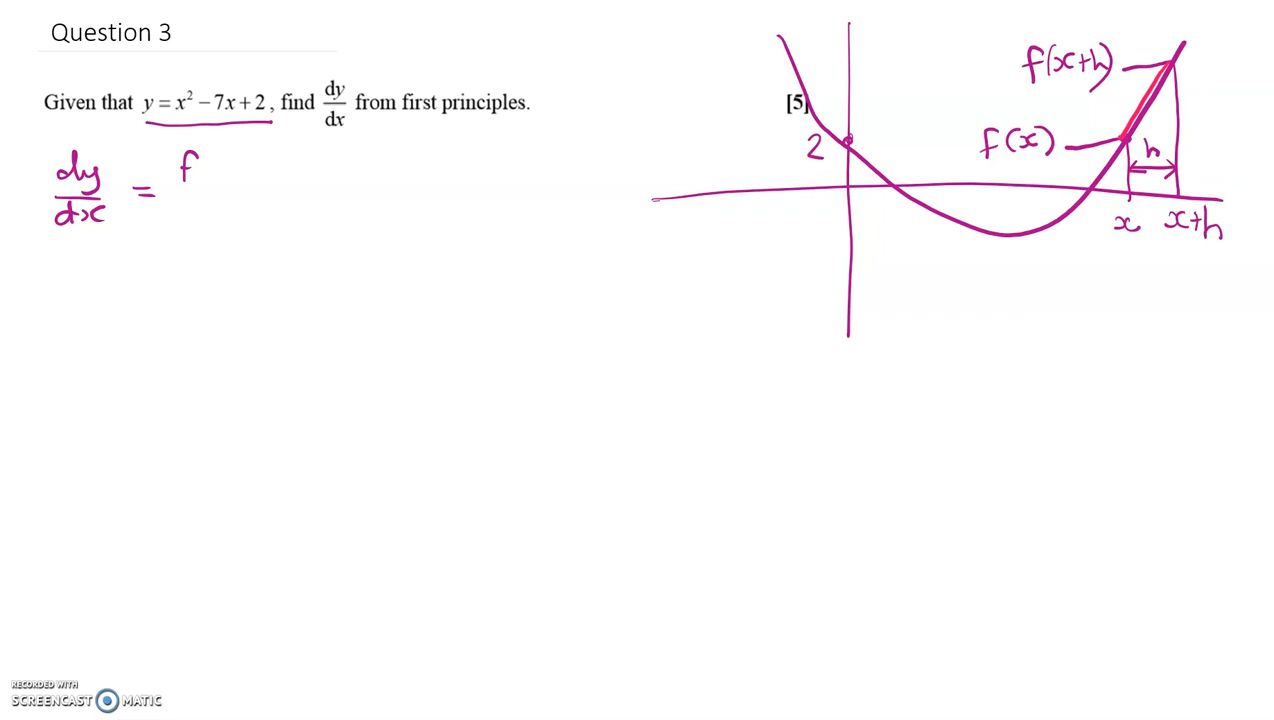 Question 3
Given that y = x² − 7x + 2, find dy/dx from first principles. [5]
dy/dx = f
f(x+h)
f(x)
h
2
x x+h
RECORDED WITH
SCREENCAST MATIC